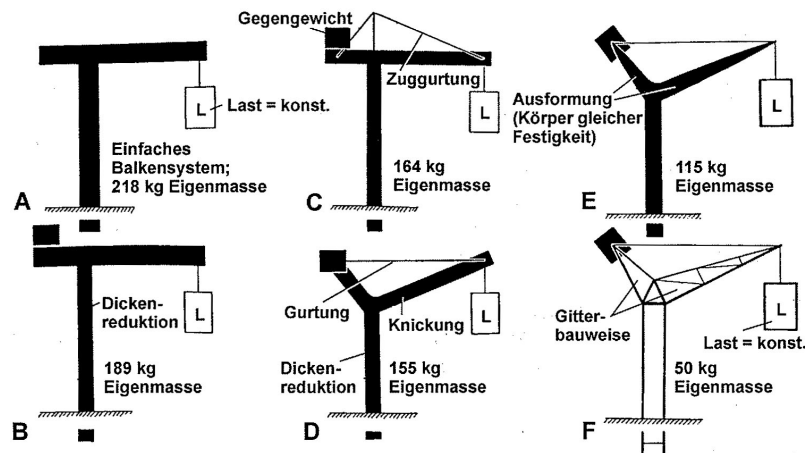 A
L
Last = konst.
Einfaches
Balkensystem;
218 kg Eigenmasse
Gegengewicht
Zuggurtung
L
164 kg
Eigenmasse
C
L
Ausformung
(Körper gleicher
Festigkeit)
115 kg
Eigenmasse
E
Dicken-
reduktion
L
189 kg
Eigenmasse
B
Gurtung
Knickung
L
Dicken-
reduktion
155 kg
Eigenmasse
D
Gitter-
bauweise
L
Last = konst.
50 kg
Eigenmasse
F